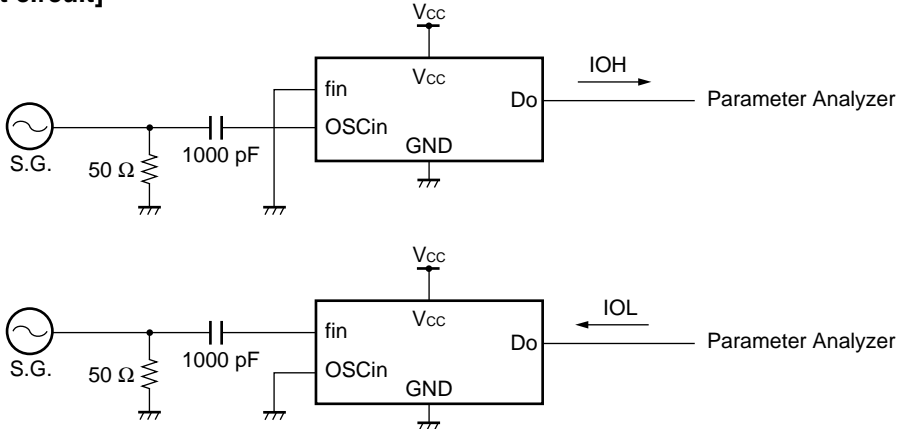 t circuit]
VCC
VCC
fin
OSCin
GND
Do
IOH
Parameter Analyzer
S.G.
50 Ω
1000 pF
VCC
VCC
fin
OSCin
GND
Do
IOL
Parameter Analyzer
S.G.
50 Ω
1000 pF